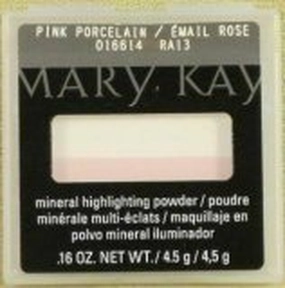 PINK PORCELAIN / ÉMAIL ROSE
016614 RA13
MARY KAY
mineral highlighting powder / poudre
minérale multi-éclats / maquillaje en
polvo mineral iluminador
.16 OZ. NET WT. / 4.5 g / 4,5 g